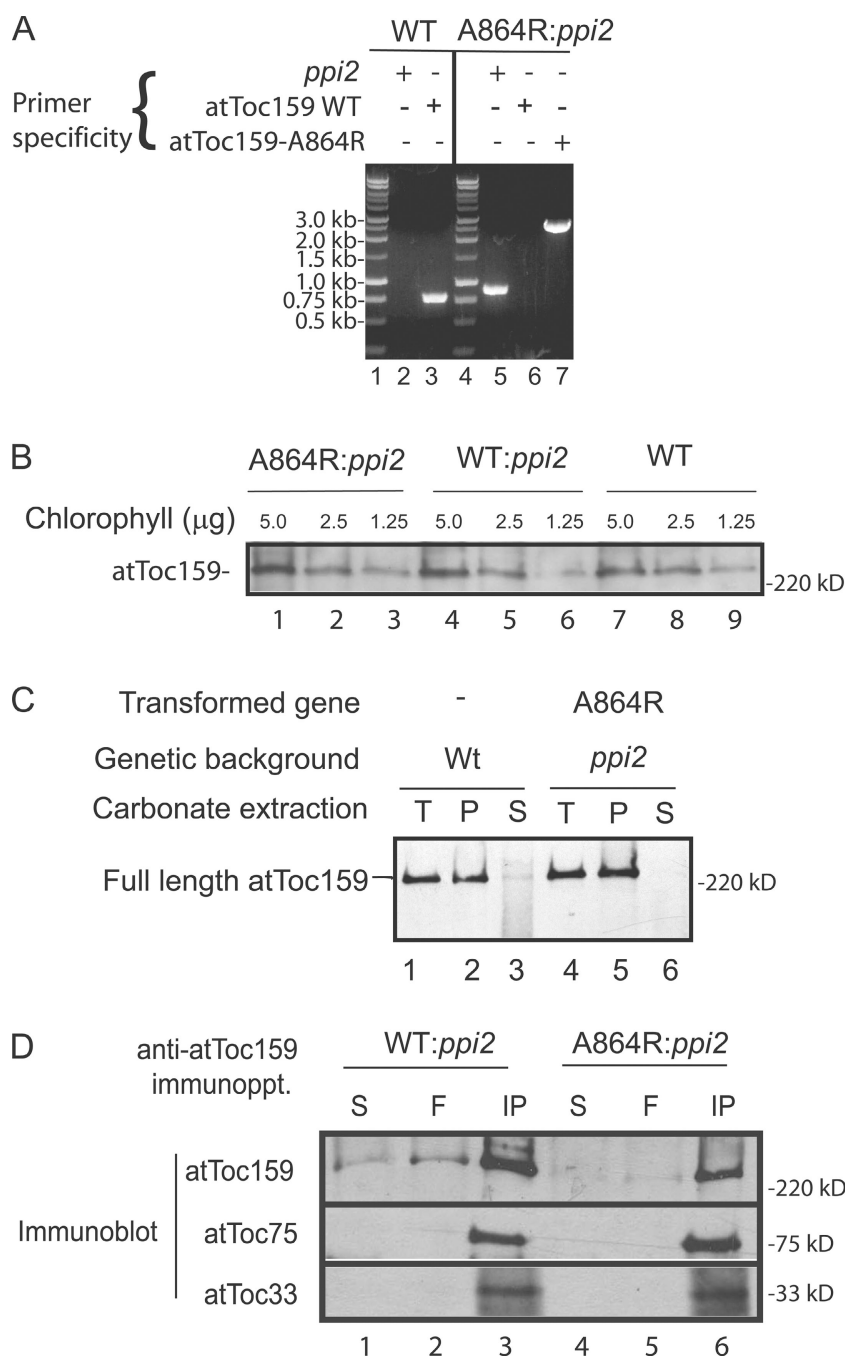 A
WT A864R:ppi2
ppi2 + - + - -
Primer specificity { atToc159 WT - + - + -
atToc159-A864R - - - - +
3.0 kb-
2.0 kb-
1.5 kb-
1.0 kb-
0.75 kb-
0.5 kb-
1 2 3 4 5 6 7
B
A864R:ppi2 WT:ppi2 WT
Chlorophyll (μg) 5.0 2.5 1.25 5.0 2.5 1.25 5.0 2.5 1.25
atToc159- -220 kD
1 2 3 4 5 6 7 8 9
C
Transformed gene - A864R
Genetic background Wt ppi2
Carbonate extraction T P S T P S
Full length atToc159 -220 kD
1 2 3 4 5 6
D
anti-atToc159 WT:ppi2 A864R:ppi2
immunoppt.
S F IP S F IP
atToc159 -220 kD
Immunoblot atToc75 -75 kD
atToc33 -33 kD
1 2 3 4 5 6